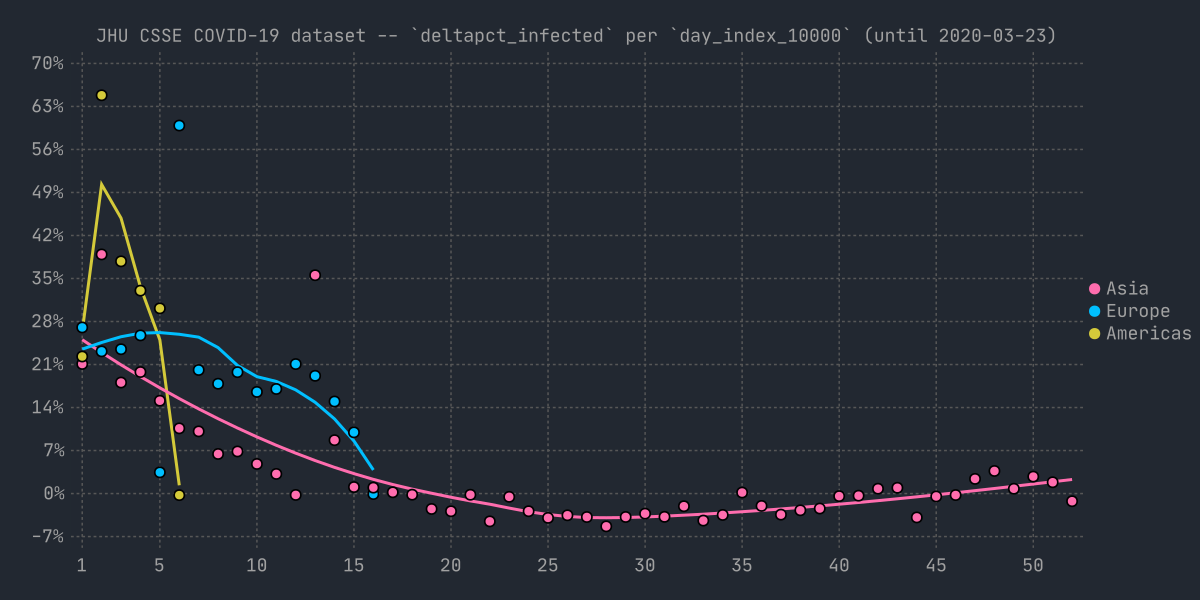 JHU CSSE COVID-19 dataset -- `deltapct_infected` per `day_index_10000` (until 2020-03-23)
70%
63%
56%
49%
42%
35%
28%
21%
14%
7%
0%
-7%
1 5 10 15 20 25 30 35 40 45 50
Asia
Europe
Americas